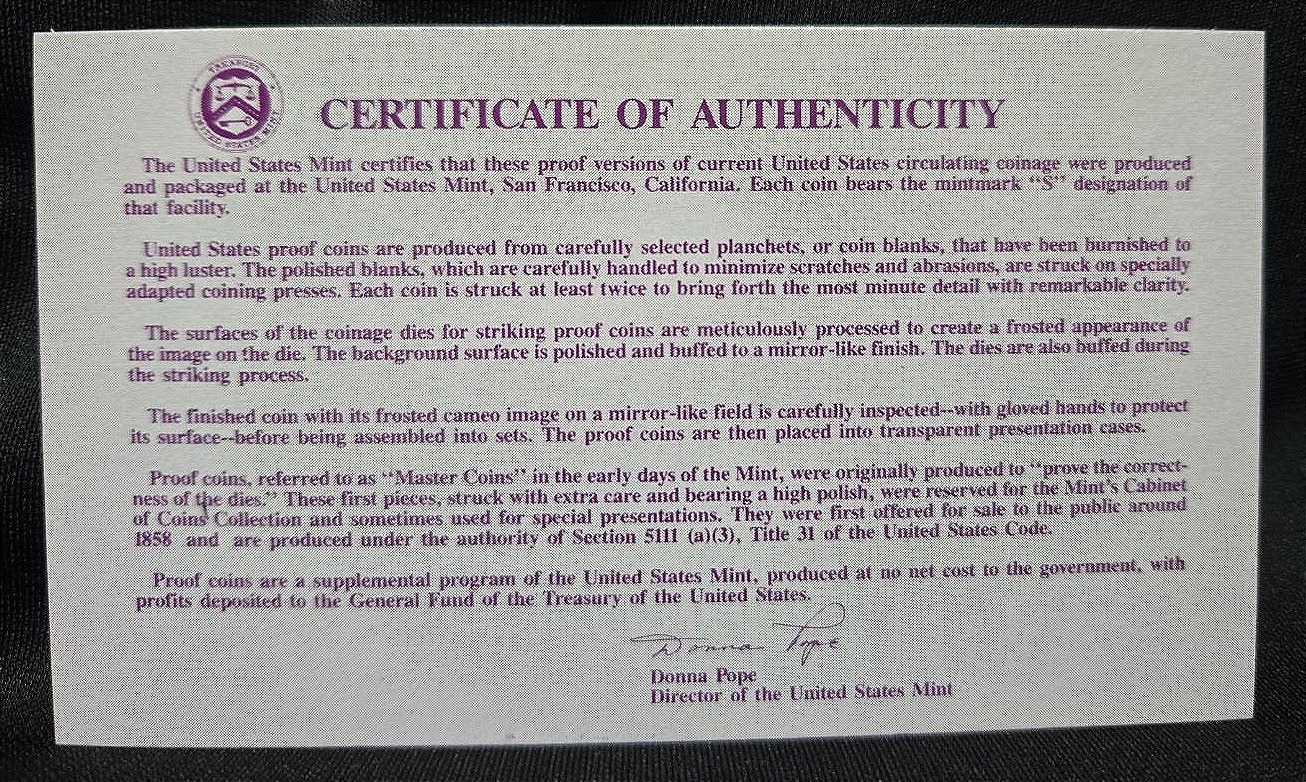 TREASURY
UNITED STATES MINT
CERTIFICATE OF AUTHENTICITY
The United States Mint certifies that these proof versions of current United States circulating coinage were produced
and packaged at the United States Mint, San Francisco, California. Each coin bears the mintmark “S” designation of
that facility.
United States proof coins are produced from carefully selected planchets, or coin blanks, that have been burnished to
a high luster. The polished blanks, which are carefully handled to minimize scratches and abrasions, are struck on specially
adapted coining presses. Each coin is struck at least twice to bring forth the most minute detail with remarkable clarity.
The surfaces of the coinage dies for striking proof coins are meticulously processed to create a frosted appearance of
the image on the die. The background surface is polished and buffed to a mirror-like finish. The dies are also buffed during
the striking process.
The finished coin with its frosted cameo image on a mirror-like field is carefully inspected--with gloved hands to protect
its surface--before being assembled into sets. The proof coins are then placed into transparent presentation cases.
Proof coins, referred to as “Master Coins” in the early days of the Mint, were originally produced to “prove the correct-
ness of the dies.” These first pieces, struck with extra care and bearing a high polish, were reserved for the Mint's Cabinet
of Coins Collection and sometimes used for special presentations. They were first offered for sale to the public around
1858 and are produced under the authority of Section 5111 (a)(3), Title 31 of the United States Code.
Proof coins are a supplemental program of the United States Mint, produced at no net cost to the government, with
profits deposited to the General Fund of the Treasury of the United States.
Donna Pope
Donna Pope
Director of the United States Mint